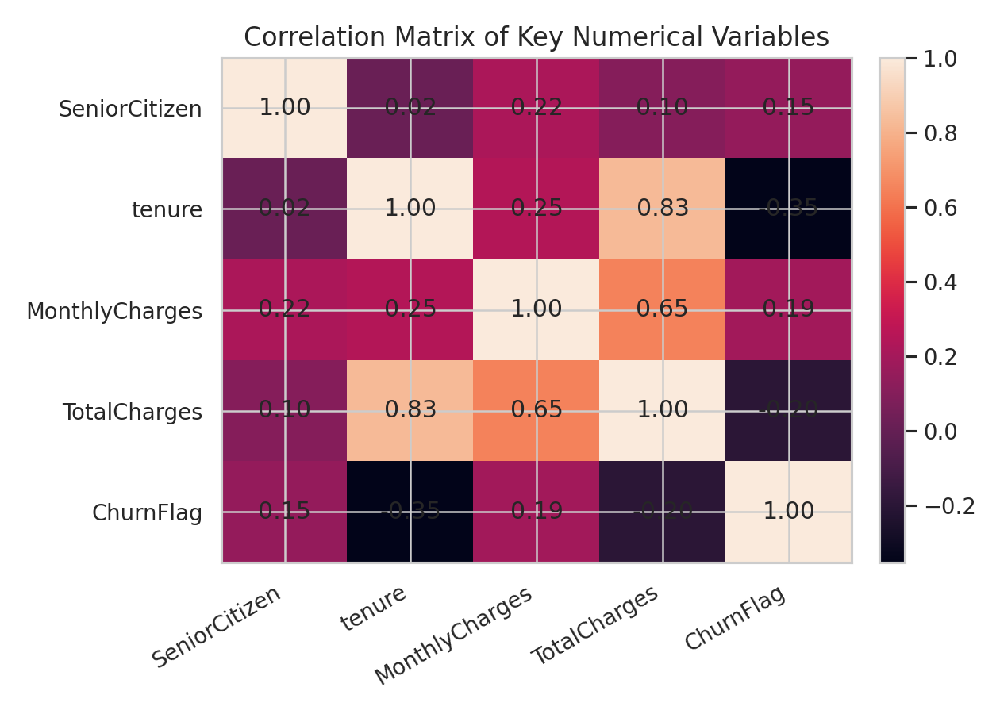 Correlation Matrix of Key Numerical Variables
SeniorCitizen 1.00 0.02 0.22 0.10 0.15
tenure 0.02 1.00 0.25 0.83 -0.35
MonthlyCharges 0.22 0.25 1.00 0.65 0.19
TotalCharges 0.10 0.83 0.65 1.00 -0.20
ChurnFlag 0.15 -0.35 0.19 -0.20 1.00
SeniorCitizen tenure MonthlyCharges TotalCharges ChurnFlag
1.0
0.8
0.6
0.4
0.2
0.0
−0.2